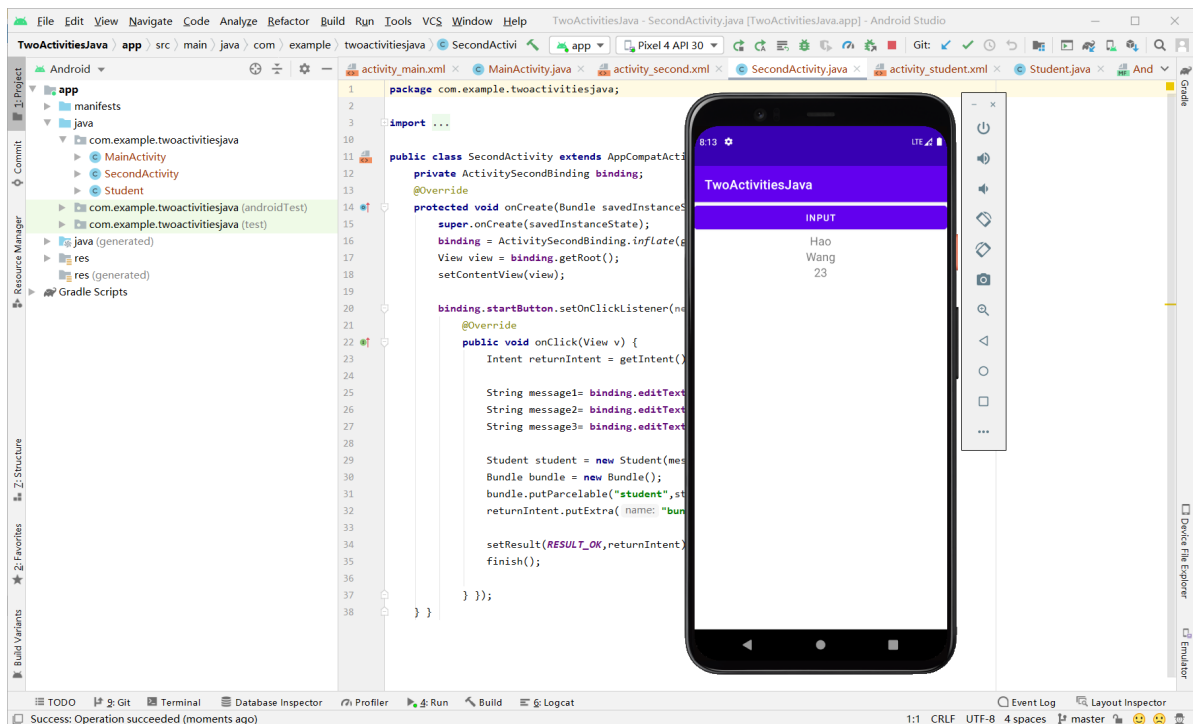 File Edit View Navigate Code Analyze Refactor Build Run Tools VCS Window Help TwoActivitiesJava - SecondActivity.java [TwoActivitiesJava.app] - Android Studio
TwoActivitiesJava app src main java com example twoactivitiesjava SecondActivi app Pixel 4 API 30 Git:
Android
activity_main.xml MainActivity.java activity_second.xml SecondActivity.java activity_student.xml Student.java And
1: Project
Commit
Resource Manager
Z: Structure
2: Favorites
Build Variants
app
manifests
java
com.example.twoactivitiesjava
MainActivity
SecondActivity
Student
com.example.twoactivitiesjava (androidTest)
com.example.twoactivitiesjava (test)
java (generated)
res
res (generated)
Gradle Scripts
1 package com.example.twoactivitiesjava;
2
3 import ...
10
11 public class SecondActivity extends AppCompatActi
12 private ActivitySecondBinding binding;
13 @Override
14 protected void onCreate(Bundle savedInstanceS
15 super.onCreate(savedInstanceState);
16 binding = ActivitySecondBinding.inflate(g
17 View view = binding.getRoot();
18 setContentView(view);
19
20 binding.startButton.setOnClickListener(ne
21 @Override
22 public void onClick(View v) {
23 Intent returnIntent = getIntent()
24
25 String message1= binding.editText
26 String message2= binding.editText
27 String message3= binding.editText
28
29 Student student = new Student(mes
30 Bundle bundle = new Bundle();
31 bundle.putParcelable("student",st
32 returnIntent.putExtra( name: "bun
33
34 setResult(RESULT_OK,returnIntent)
35 finish();
36
37 } });
38 } }
8:13 LTE
TwoActivitiesJava
INPUT
Hao
Wang
23
Gradle
Device File Explorer
Emulator
TODO 9: Git Terminal Database Inspector Profiler 4: Run Build 6: Logcat Event Log Layout Inspector
Success: Operation succeeded (moments ago) 1:1 CRLF UTF-8 4 spaces master